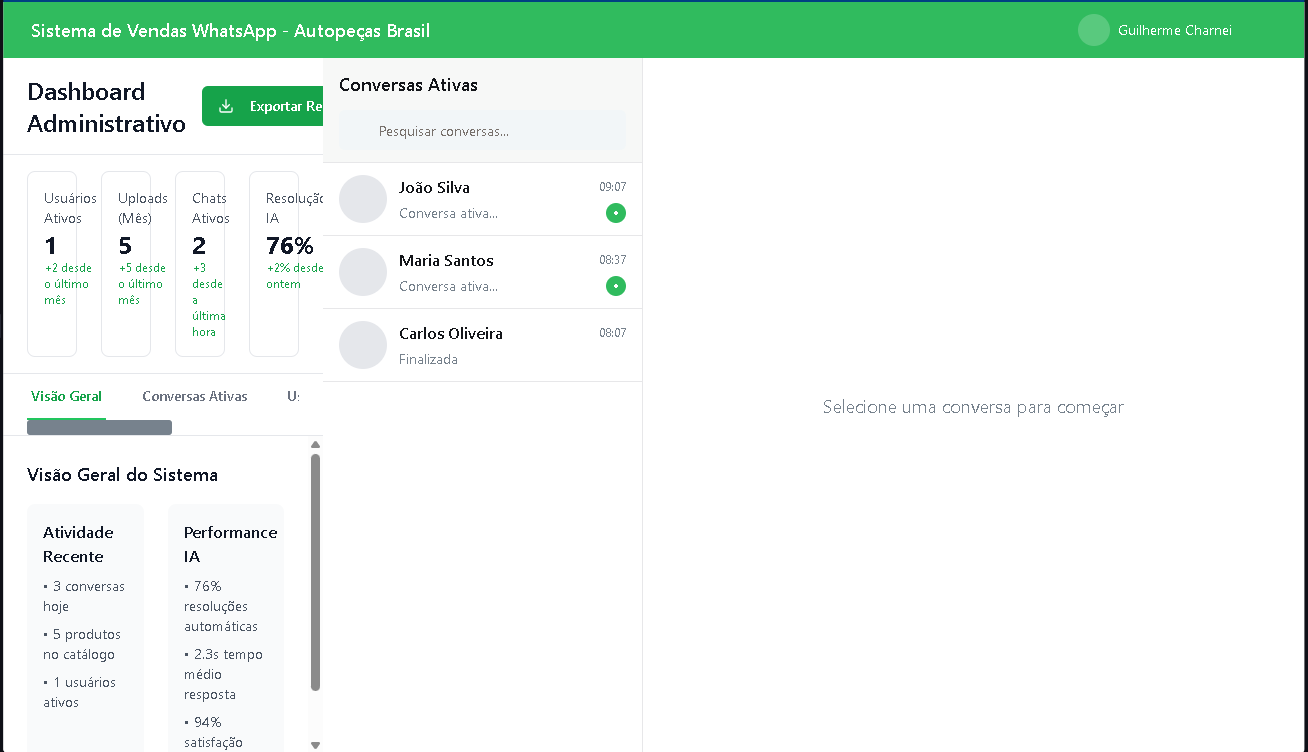 Sistema de Vendas WhatsApp - Autopeças Brasil
Guilherme Charnei
Dashboard
Administrativo
Exportar Re
Usuários
Ativos
1
+2 desde
o último
mês
Uploads
(Mês)
5
+5 desde
o último
mês
Chats
Ativos
2
+3
desde
a
última
hora
Resolução
IA
76%
+2% desde
ontem
Visão Geral
Conversas Ativas
Us
Visão Geral do Sistema
Atividade
Recente
• 3 conversas
hoje
• 5 produtos
no catálogo
• 1 usuários
ativos
Performance
IA
• 76%
resoluções
automáticas
• 2.3s tempo
médio
resposta
• 94%
satisfação
Conversas Ativas
Pesquisar conversas...
João Silva
09:07
Conversa ativa...
Maria Santos
08:37
Conversa ativa...
Carlos Oliveira
08:07
Finalizada
Selecione uma conversa para começar